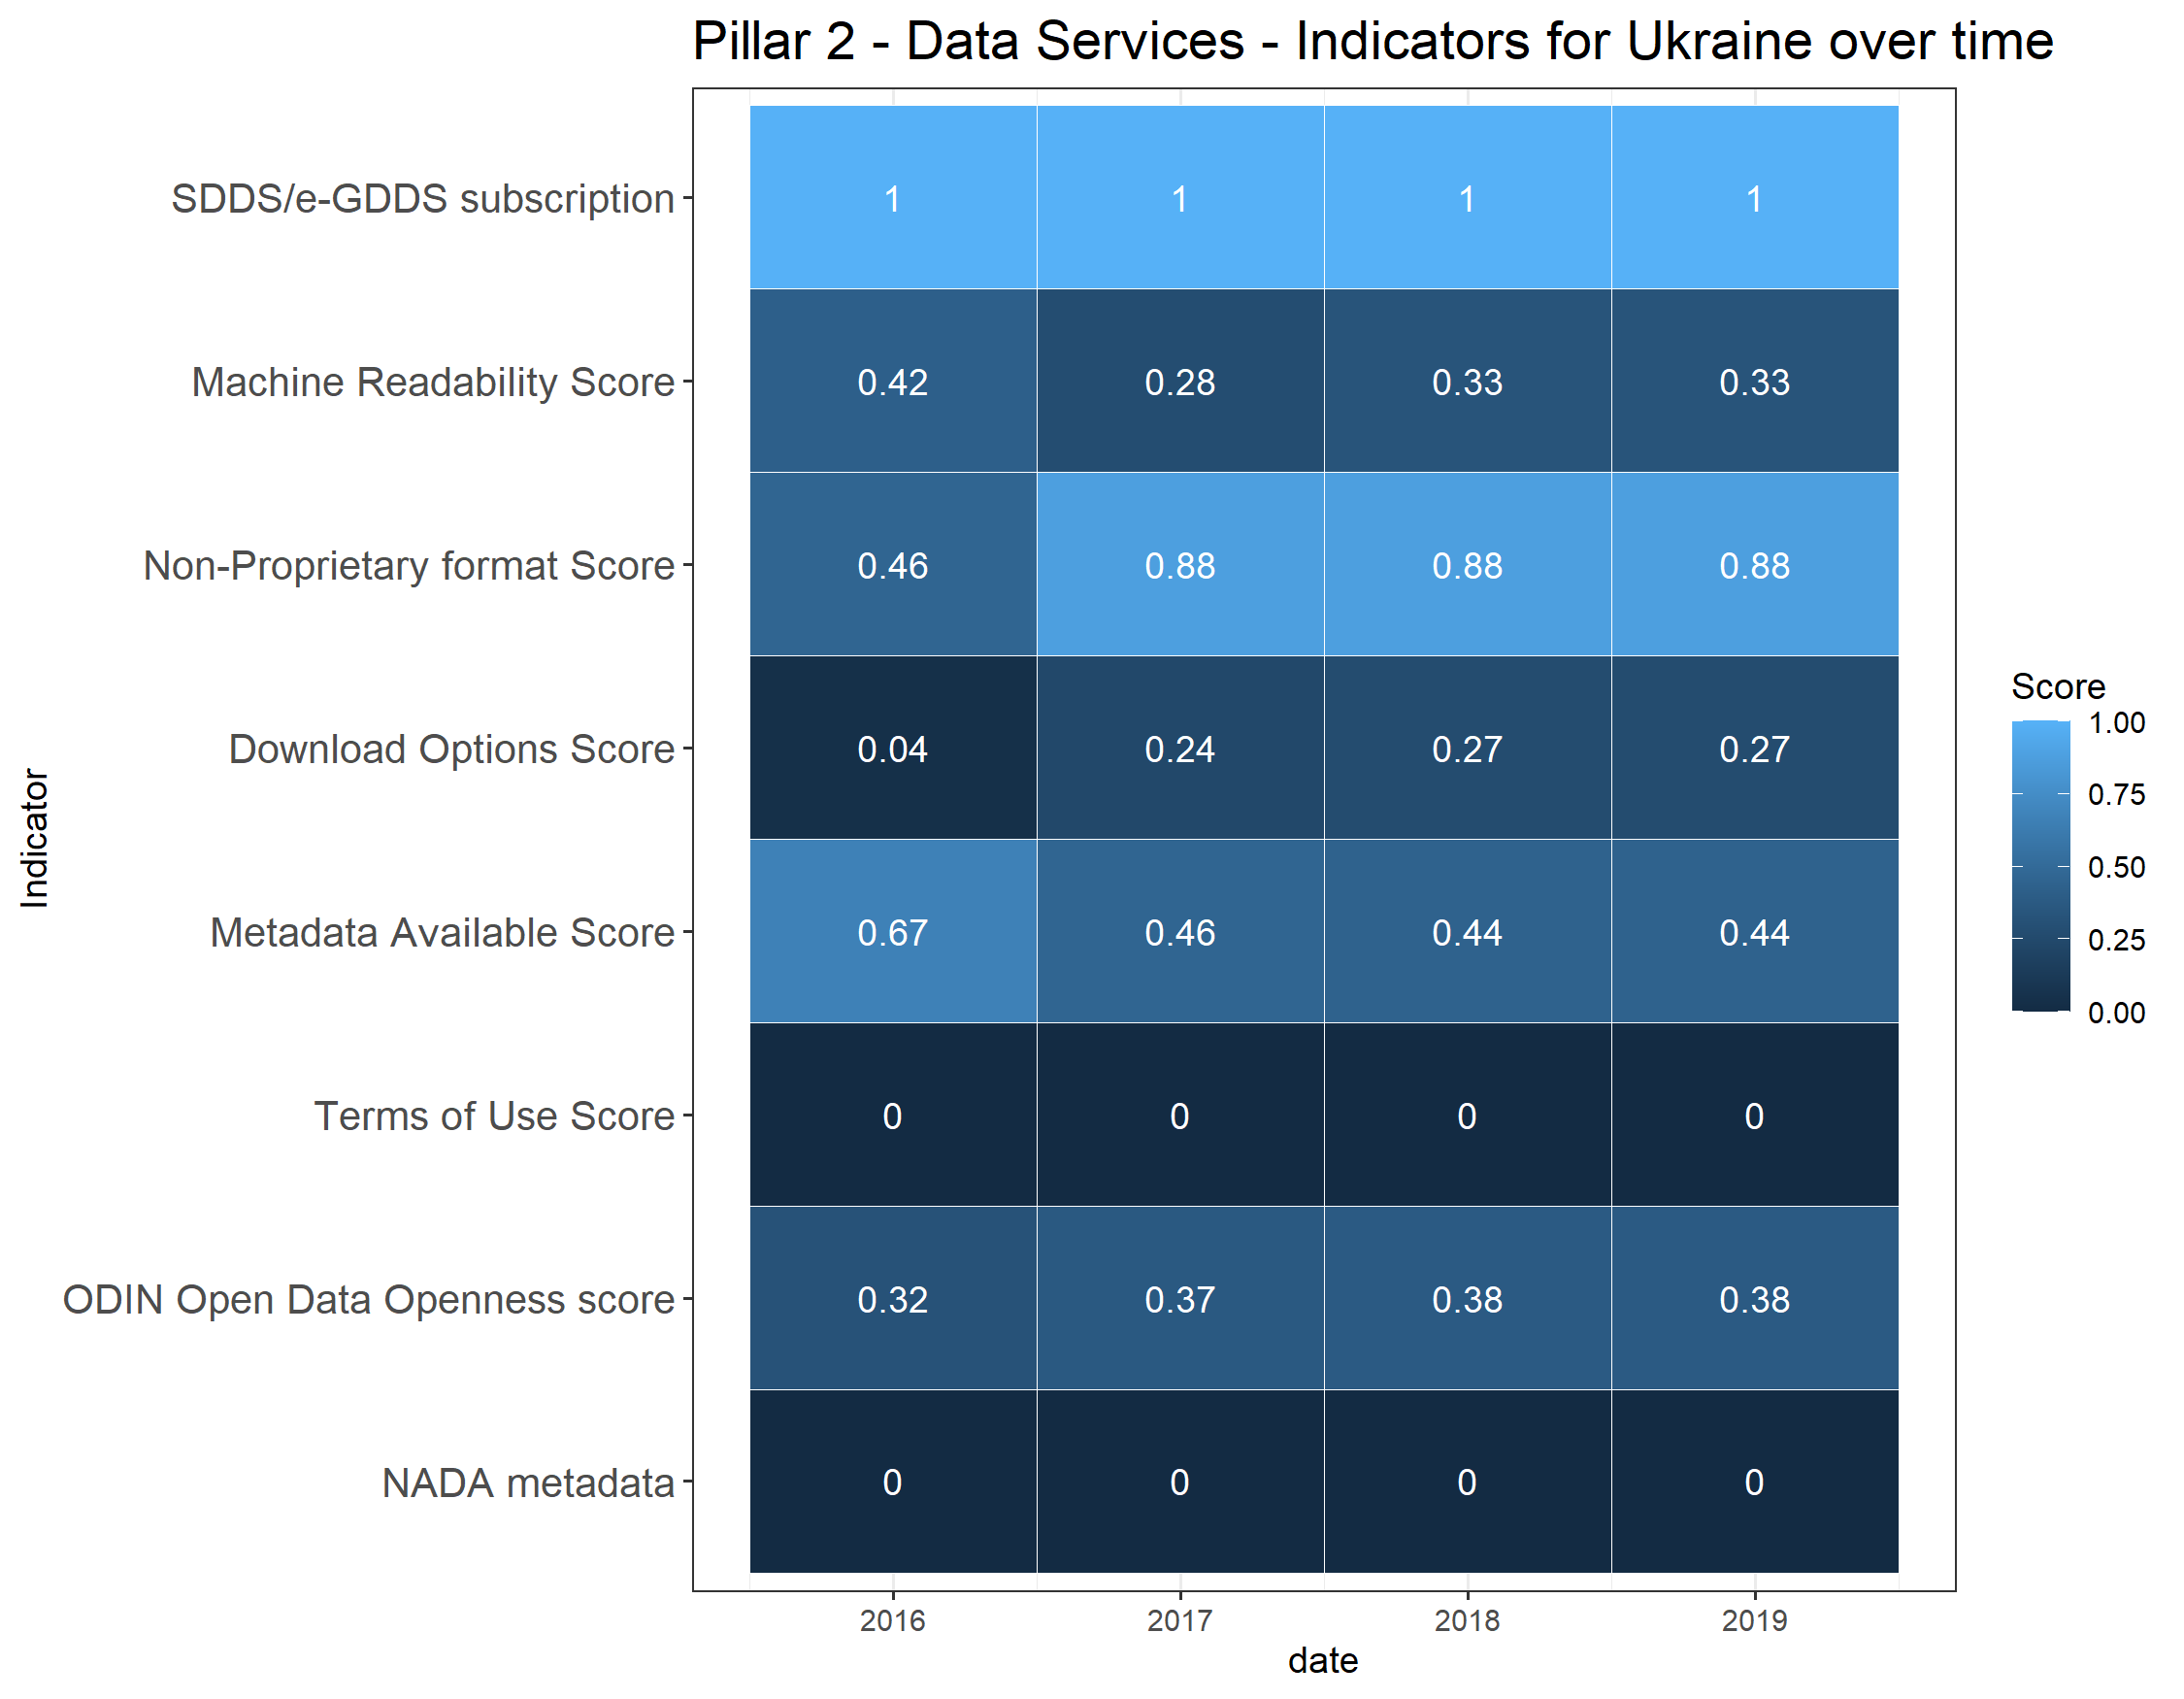 Pillar 2 - Data Services - Indicators for Ukraine over time
SDDS/e-GDDS subscription 1 1 1 1
Machine Readability Score 0.42 0.28 0.33 0.33
Non-Proprietary format Score 0.46 0.88 0.88 0.88
Download Options Score 0.04 0.24 0.27 0.27
Metadata Available Score 0.67 0.46 0.44 0.44
Terms of Use Score 0 0 0 0
ODIN Open Data Openness score 0.32 0.37 0.38 0.38
NADA metadata 0 0 0 0
2016 2017 2018 2019
date
Indicator
Score
1.00
0.75
0.50
0.25
0.00